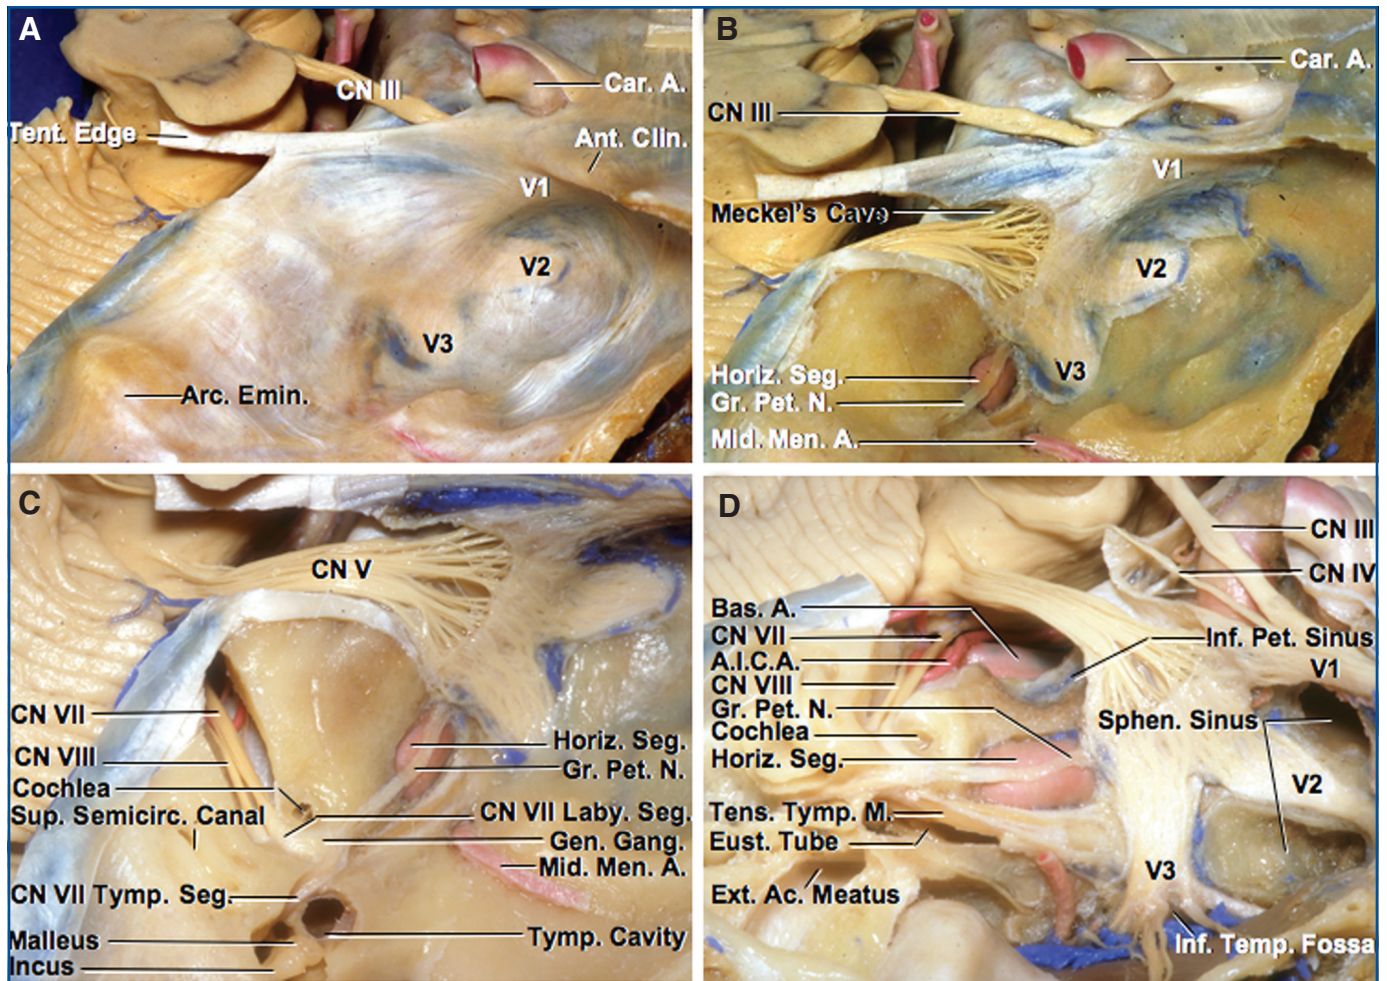 A
CN III
Car. A.
Tent. Edge
Ant. Clin.
V1
V2
V3
Arc. Emin.
B
Car. A.
CN III
V1
Meckel's Cave
V2
V3
Horiz. Seg.
Gr. Pet. N.
Mid. Men. A.
C
CN V
CN VII
CN VIII
Cochlea
Sup. Semicirc. Canal
CN VII Tymp. Seg.
Malleus
Incus
Horiz. Seg.
Gr. Pet. N.
CN VII Laby. Seg.
Gen. Gang.
Mid. Men. A.
Tymp. Cavity
D
CN III
CN IV
Bas. A.
CN VII
A.I.C.A.
CN VIII
Gr. Pet. N.
Cochlea
Horiz. Seg.
Tens. Tymp. M.
Eust. Tube
Ext. Ac. Meatus
Inf. Pet. Sinus
V1
Sphen. Sinus
V2
V3
Inf. Temp. Fossa